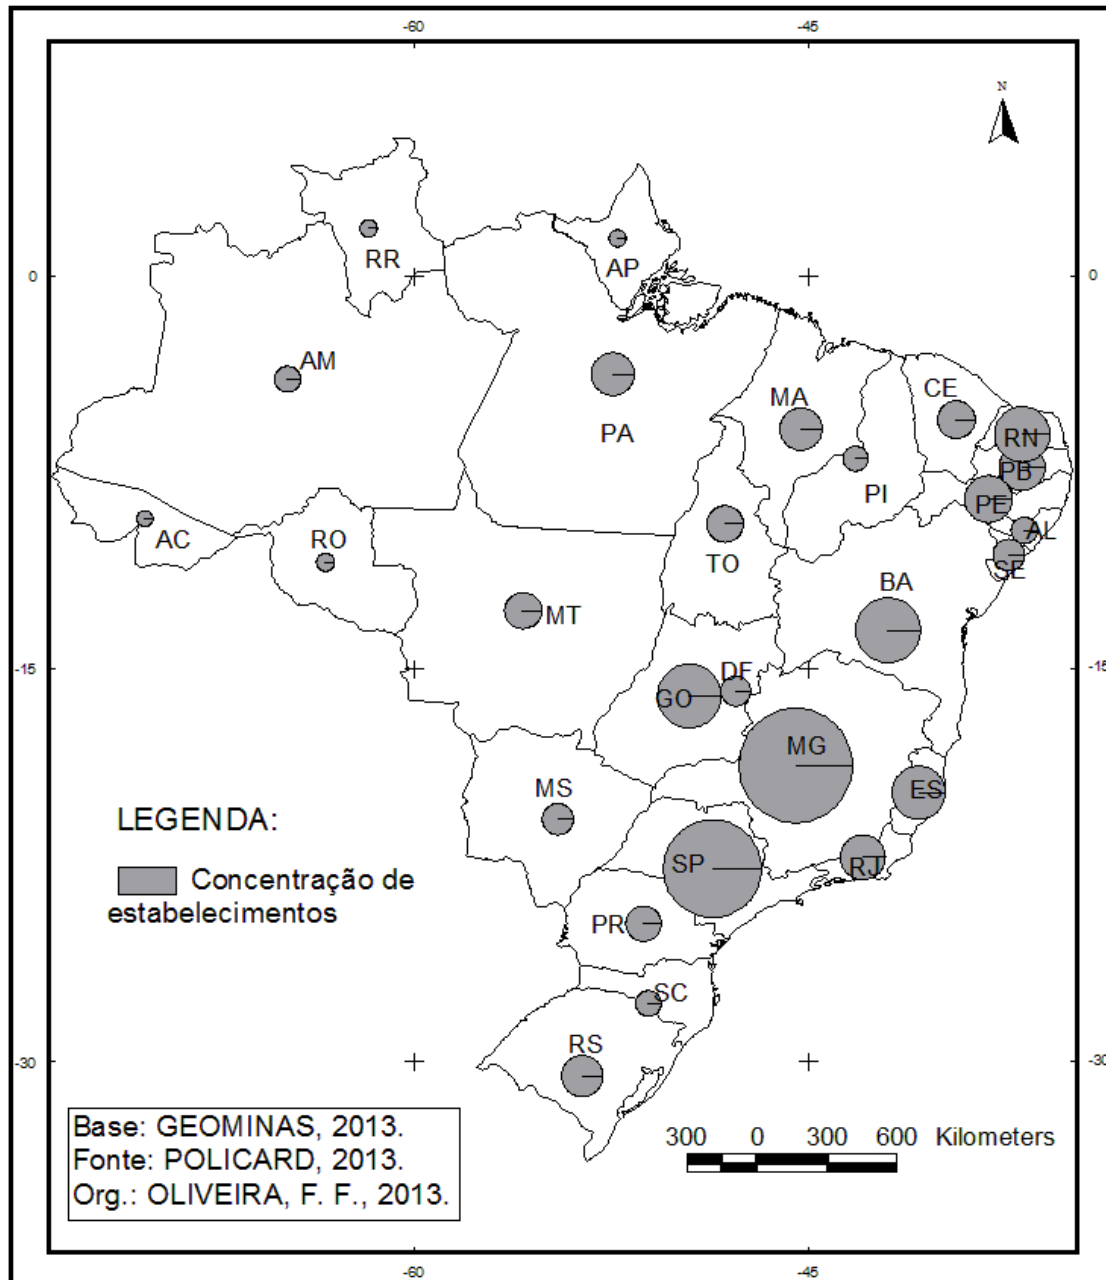 -60 -45
N
RR
AP
0 0
AM
PA
MA
CE
RN
PB
PI
PE
AC
RO
TO
AL
SE
BA
MT
-15 -15
DF
GO
MG
MS
ES
LEGENDA:
SP
RJ
Concentração de
estabelecimentos
PR
SC
RS
-30 -30
Base: GEOMINAS, 2013.
Fonte: POLICARD, 2013.
Org.: OLIVEIRA, F. F., 2013.
300 0 300 600 Kilometers
-60 -45